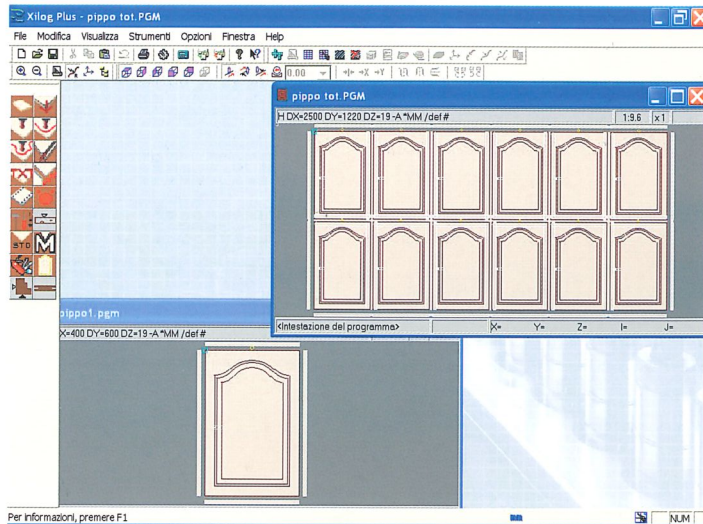 Xilog Plus - pippo tot.PGM
File Modifica Visualizza Strumenti Opzioni Finestra Help
0.00
pippo tot.PGM
H DX=2500 DY=1220 DZ=19 -A *MM /def #
1:9.6 x1
STD
M
<Intestazione del programma> X= Y= Z= I= J=
pippo1.pgm
X=400 DY=600 DZ=19 -A *MM /def #
Per informazioni, premere F1
NUM